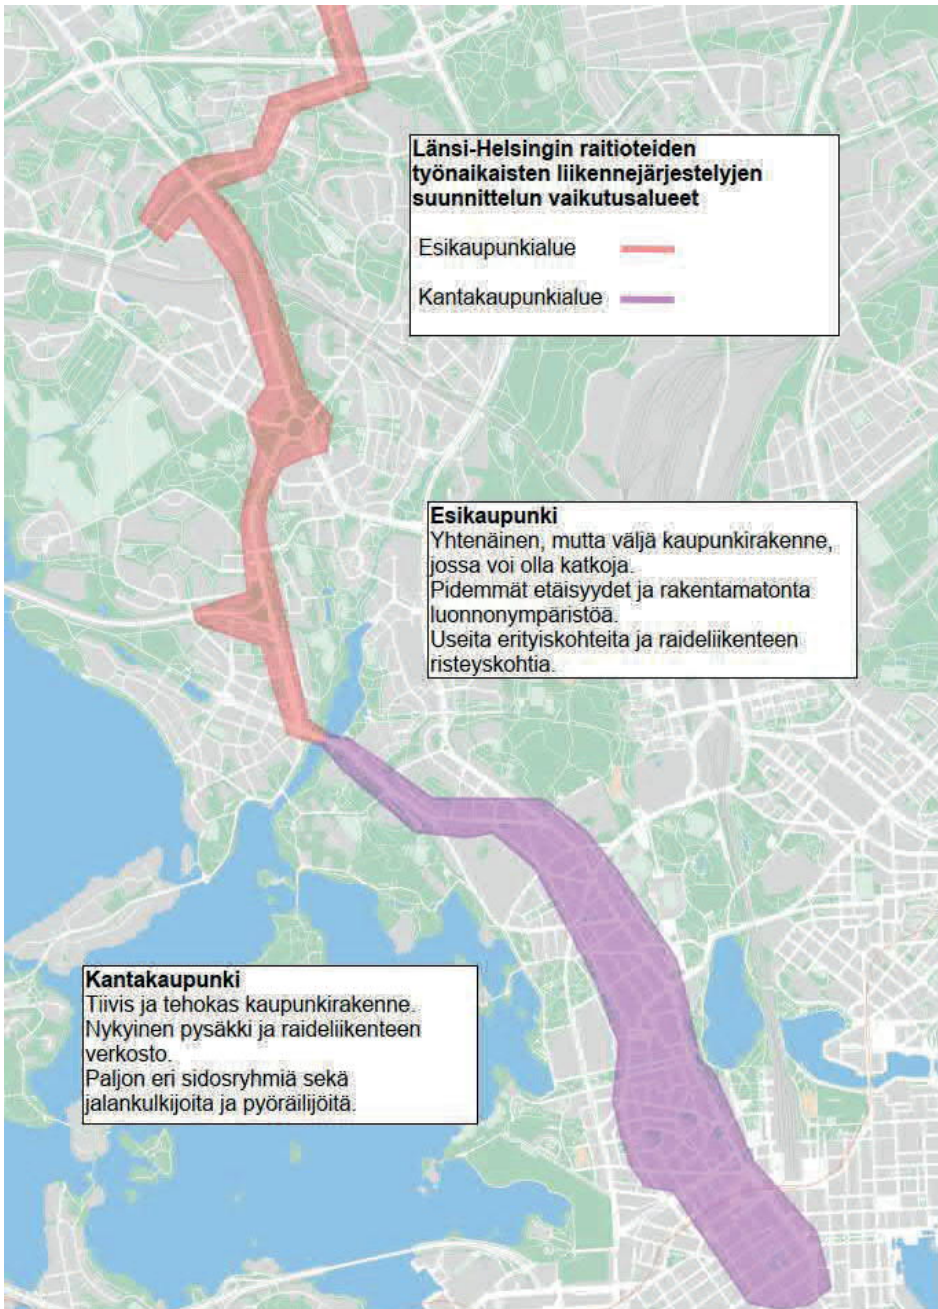 Länsi-Helsingin raitioteiden
työnaikaisten liikennejärjestelyjen
suunnittelun vaikutusalueet
Esikaupunkialue
Kantakaupunkialue
Esikaupunki
Yhtenäinen, mutta väljä kaupunkirakenne,
jossa voi olla katkoja.
Pidemmät etäisyydet ja rakentamatonta
luonnonympäristöä.
Useita erityiskohteita ja raideliikenteen
risteyskohtia.
Kantakaupunki
Tiivis ja tehokas kaupunkirakenne.
Nykyinen pysäkki ja raideliikenteen
verkosto.
Paljon eri sidosryhmiä sekä
jalankulkijoita ja pyöräilijöitä.